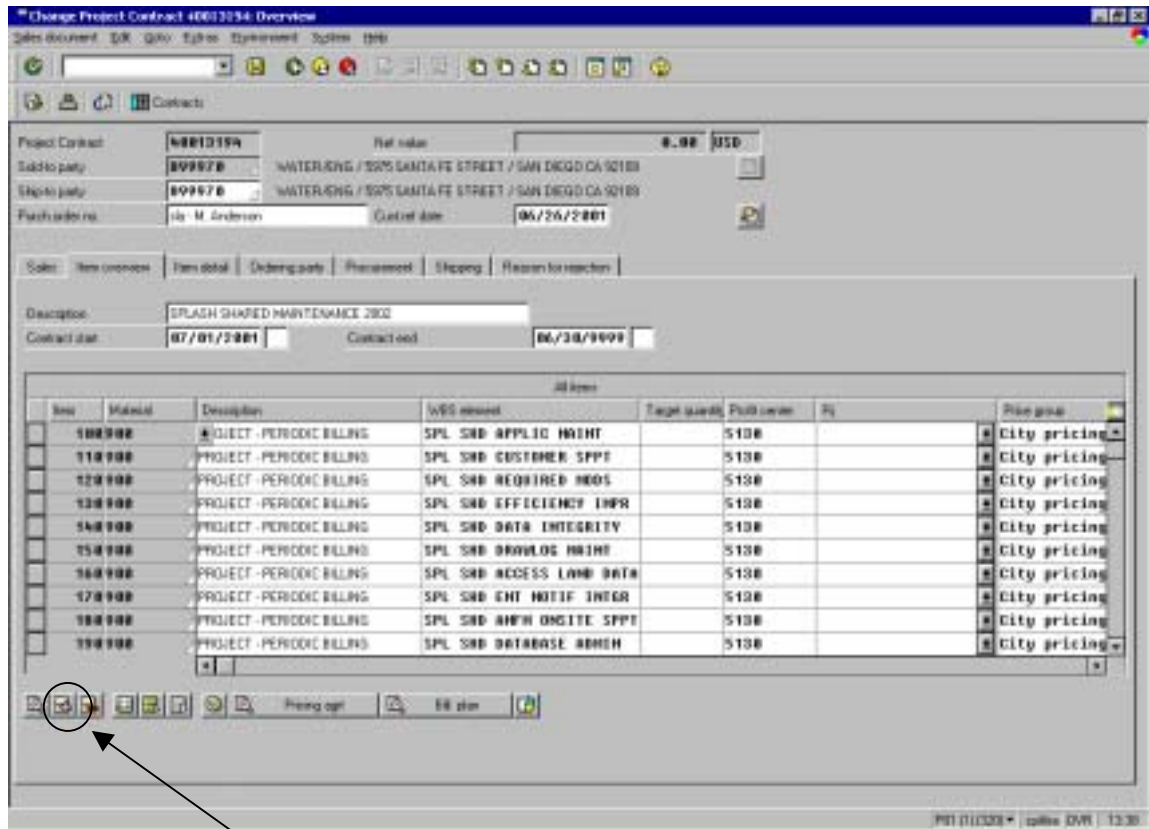 Change Project Contract 40013194: Overview
Sales document Edit Goto Extras Environment System Help
Contracts
Project Contract 40013194 Net value 0.00 USD
Sold-to party 899970 WATER/ENG / 5975 SANTA FE STREET / SAN DIEGO CA 92109
Ship-to party 899970 WATER/ENG / 5975 SANTA FE STREET / SAN DIEGO CA 92109
Purch.order no. sla - M. Anderson Cust.ref.date 06/26/2001
Sales Item overview Item detail Ordering party Procurement Shipping Reason for rejection
Description SPLASH SHARED MAINTENANCE 2002
Contract start 07/01/2001 Contract end 06/30/9999
All items
Item Material Description WBS element Target quantity Profit center Price group
100 900 PROJECT - PERIODIC BILLING SPL SHD APPLIC MAINT 5130 City pricing
110 900 PROJECT - PERIODIC BILLING SPL SHD CUSTOMER SPPT 5130 City pricing
120 900 PROJECT - PERIODIC BILLING SPL SHD REQUIRED MODS 5130 City pricing
130 900 PROJECT - PERIODIC BILLING SPL SHD EFFICIENCY IMPR 5130 City pricing
140 900 PROJECT - PERIODIC BILLING SPL SHD DATA INTEGRITY 5130 City pricing
150 900 PROJECT - PERIODIC BILLING SPL SHD DRAWLOG MAINT 5130 City pricing
160 900 PROJECT - PERIODIC BILLING SPL SHD ACCESS LAND DATA 5130 City pricing
170 900 PROJECT - PERIODIC BILLING SPL SHD ENT NOTIF INTGR 5130 City pricing
180 900 PROJECT - PERIODIC BILLING SPL SHD AMFM ONSITE SPPT 5130 City pricing
190 900 PROJECT - PERIODIC BILLING SPL SHD DATABASE ADMIN 5130 City pricing
Pricing agrt Bill. plan
P01 (1) (320) OVR 13:30